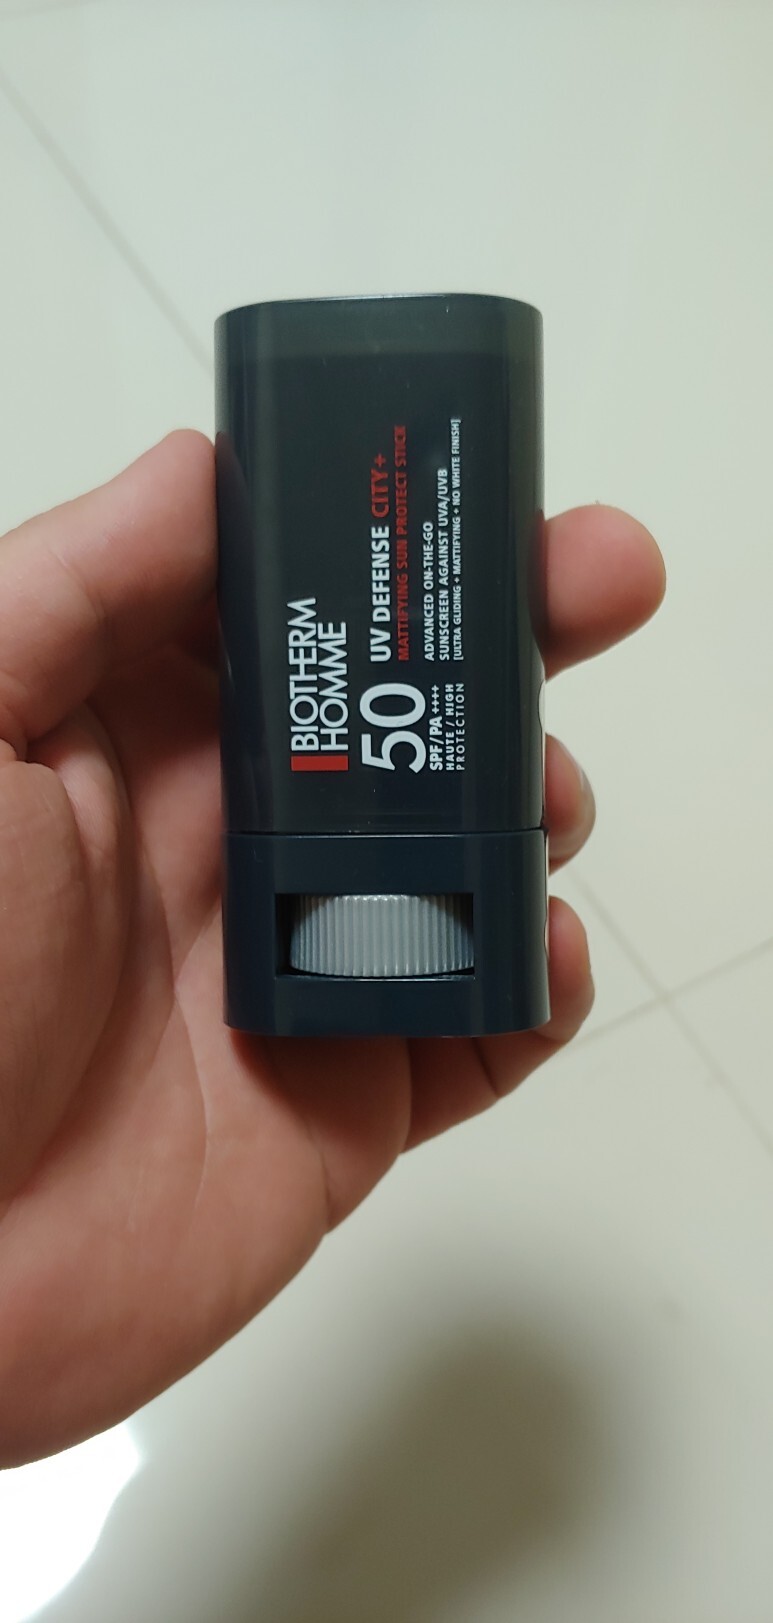 BIOTHERM
HOMME
50
SPF/PA++++
HAUTE / HIGH
PROTECTION
UV DEFENSE CITY+
MATTIFYING SUN PROTECT STICK
ADVANCED ON-THE-GO
SUNSCREEN AGAINST UVA/UVB
[ULTRA GLIDING + MATTIFYING + NO WHITE FINISH]